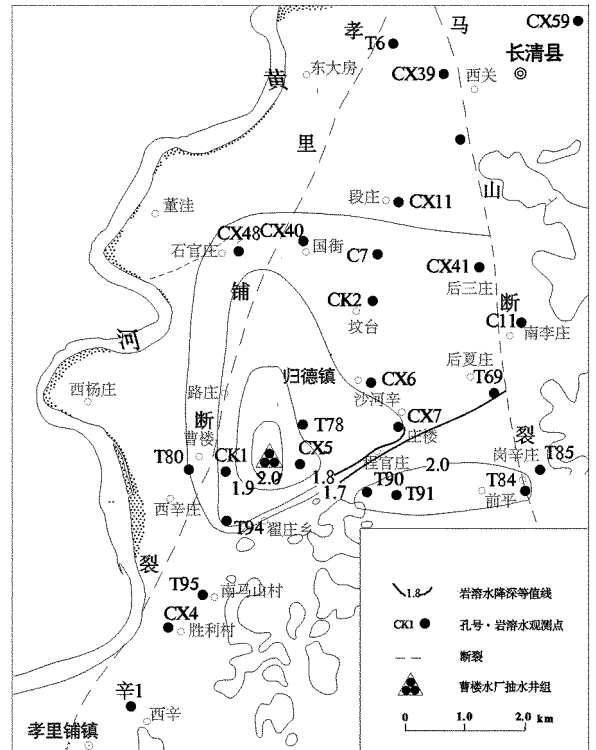 CX59
孝
马
T6
长清县
黄
东大房
CX39
西关
里
山
段庄
CX11
董洼
CX48
CX40
石官庄
国街
C7
CX41
后三庄
铺
CK2
断
河
坟台
C11
南李庄
归德镇
后夏庄
西杨庄
路庄
CX6
T69
沙河辛
断
T78
CX7
裂
曹楼
庄楼
岗辛庄
T80
CK1
2.0
CX5
1.8
程官庄
2.0
T85
1.9
1.7
T90
T91
T84
前平
西辛庄
T94
翟庄乡
裂
T95
南马山村
CX4
胜利村
辛1
西辛
孝里铺镇
1.8
岩溶水降深等值线
CK1
孔号·岩溶水观测点
断裂
曹楼水厂抽水井组
0
1.0
2.0
km